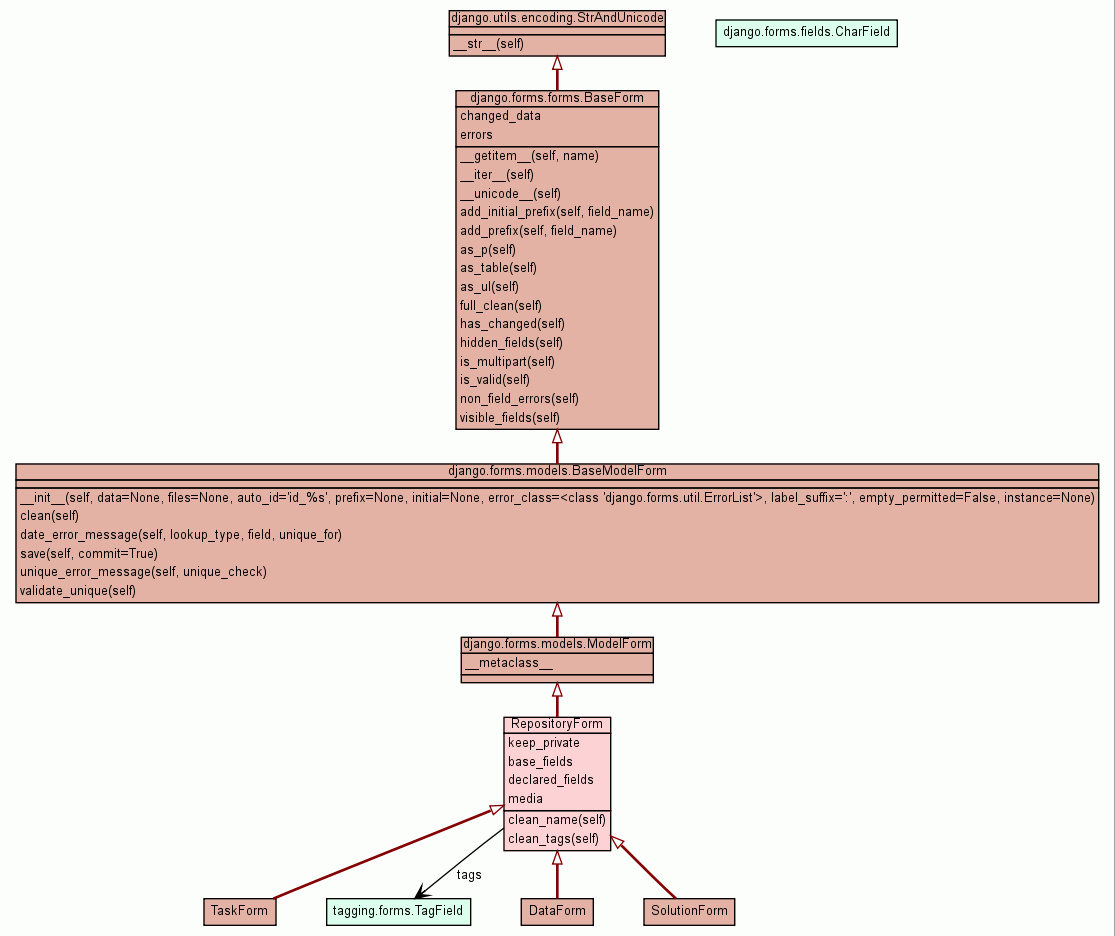 django.utils.encoding.StrAndUnicode
__str__(self)
django.forms.fields.CharField
django.forms.forms.BaseForm
changed_data
errors
__getitem__(self, name)
__iter__(self)
__unicode__(self)
add_initial_prefix(self, field_name)
add_prefix(self, field_name)
as_p(self)
as_table(self)
as_ul(self)
full_clean(self)
has_changed(self)
hidden_fields(self)
is_multipart(self)
is_valid(self)
non_field_errors(self)
visible_fields(self)
django.forms.models.BaseModelForm
__init__(self, data=None, files=None, auto_id='id_%s', prefix=None, initial=None, error_class=<class 'django.forms.util.ErrorList'>, label_suffix=':', empty_permitted=False, instance=None)
clean(self)
date_error_message(self, lookup_type, field, unique_for)
save(self, commit=True)
unique_error_message(self, unique_check)
validate_unique(self)
django.forms.models.ModelForm
__metaclass__
RepositoryForm
keep_private
base_fields
declared_fields
media
clean_name(self)
clean_tags(self)
tags
TaskForm
tagging.forms.TagField
DataForm
SolutionForm